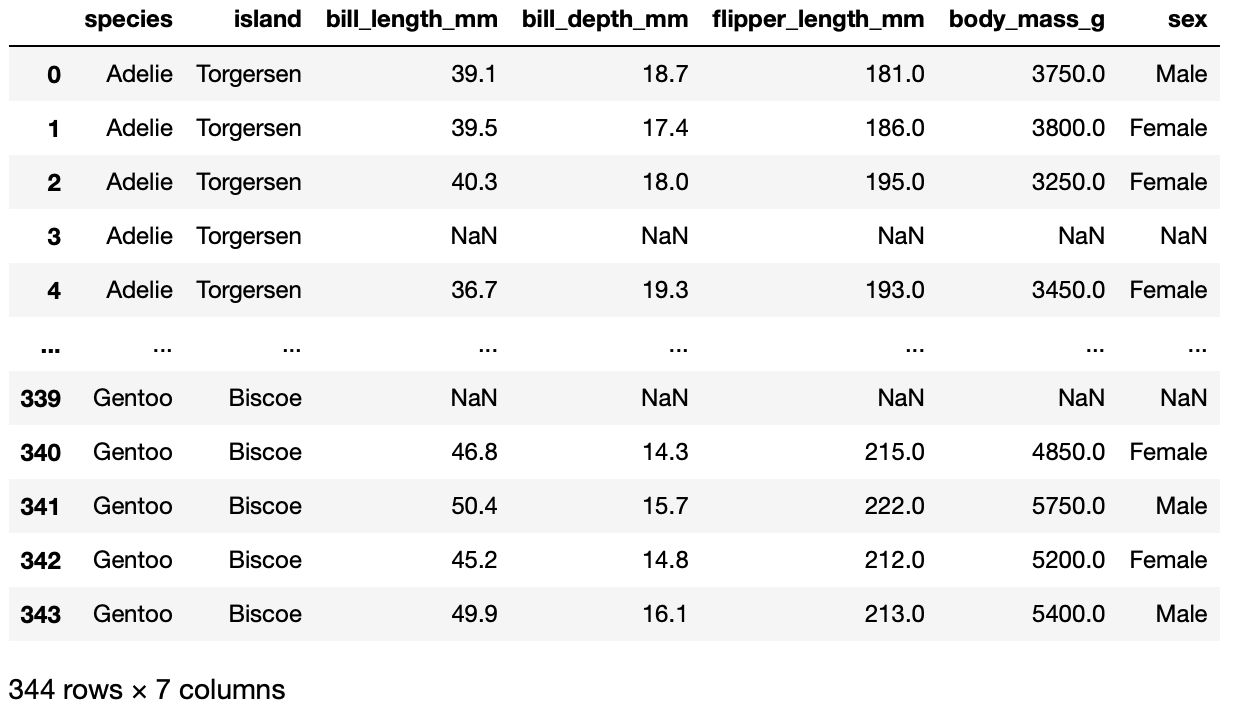 species island bill_length_mm bill_depth_mm flipper_length_mm body_mass_g sex
0 Adelie Torgersen 39.1 18.7 181.0 3750.0 Male
1 Adelie Torgersen 39.5 17.4 186.0 3800.0 Female
2 Adelie Torgersen 40.3 18.0 195.0 3250.0 Female
3 Adelie Torgersen NaN NaN NaN NaN NaN
4 Adelie Torgersen 36.7 19.3 193.0 3450.0 Female
... ... ... ... ... ... ... ...
339 Gentoo Biscoe NaN NaN NaN NaN NaN
340 Gentoo Biscoe 46.8 14.3 215.0 4850.0 Female
341 Gentoo Biscoe 50.4 15.7 222.0 5750.0 Male
342 Gentoo Biscoe 45.2 14.8 212.0 5200.0 Female
343 Gentoo Biscoe 49.9 16.1 213.0 5400.0 Male
344 rows × 7 columns